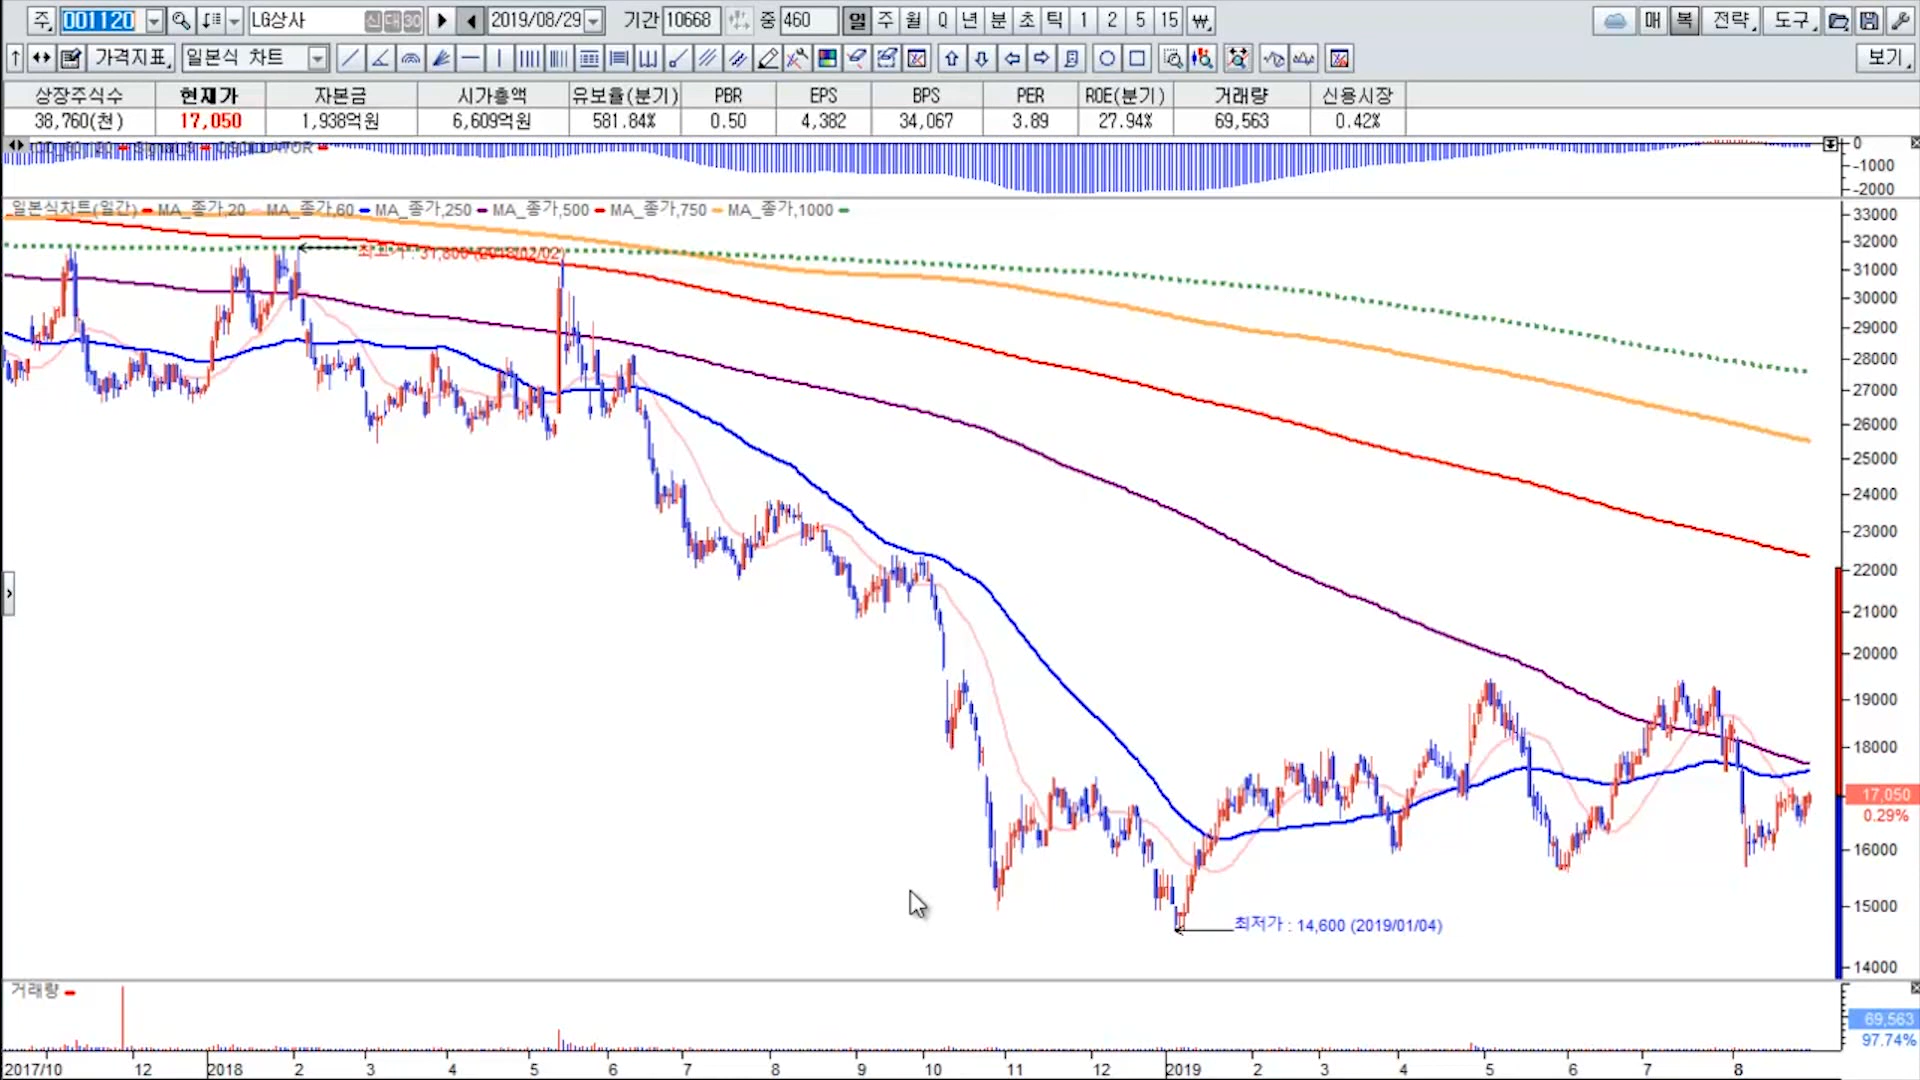 주 001120 LG상사 신 대 30 2019/08/29 기간 10668 중 460 일 주 월 Q 년 분 초 틱 1 2 5 15 ₩ 매 복 전략 도구
가격지표 일본식 차트 보기
상장주식수 현재가 자본금 시가총액 유보율(분기) PBR EPS BPS PER ROE(분기) 거래량 신용시장
38,760(천) 17,050 1,938억원 6,609억원 581.84% 0.50 4,382 34,067 3.89 27.94% 69,563 0.42%
0
-1000
-2000
일본식차트(일간) MA_종가,20 MA_종가,60 MA_종가,250 MA_종가,500 MA_종가,750 MA_종가,1000
33000
32000
최고가 : 31,800 (2018/02/02)
31000
30000
29000
28000
27000
26000
25000
24000
23000
22000
21000
20000
19000
18000
17,050
0.29%
16000
15000
최저가 : 14,600 (2019/01/04)
14000
거래량
69,563
97.74%
2017/10 12 2018 2 3 4 5 6 7 8 9 10 11 12 2019 2 3 4 5 6 7 8